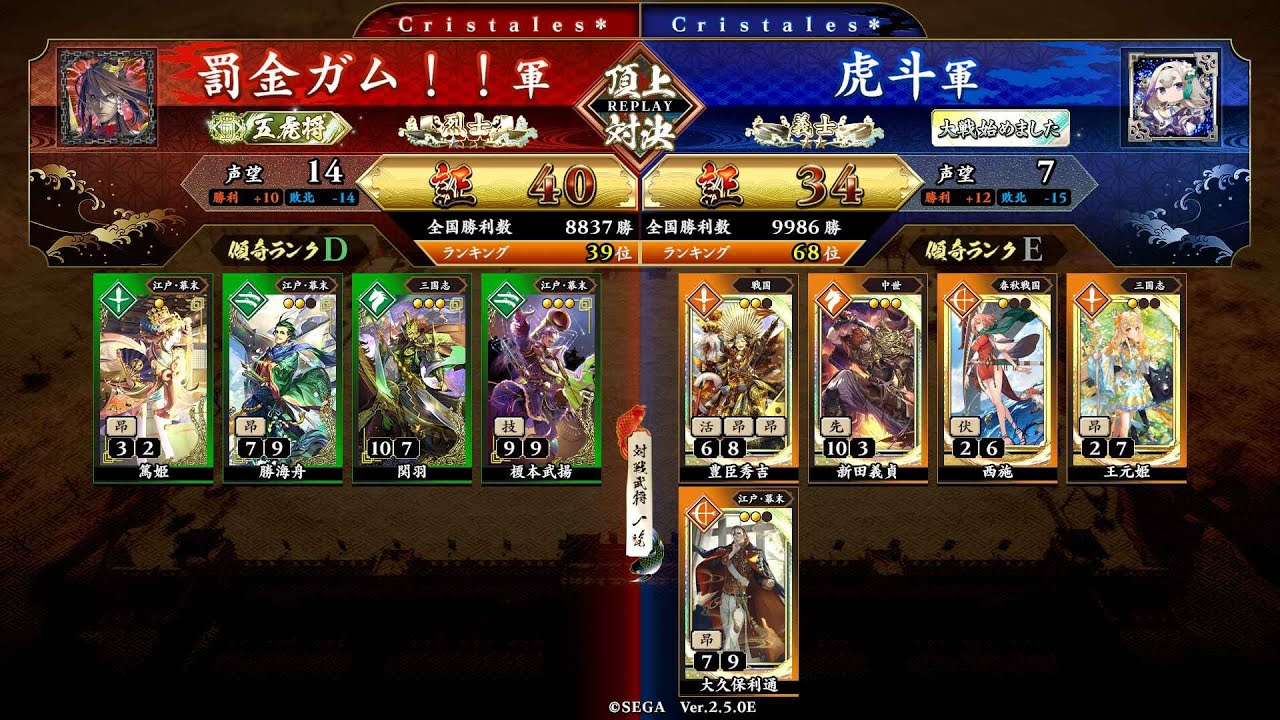 Cristales*
Cristales*
罰金ガム！！軍
頂上
REPLAY
対決
虎斗軍
五虎将
烈士
義士
大戦始めました
声望 14
勝利 +10 敗北 -14
証 40
証 34
声望 7
勝利 +12 敗北 -15
全国勝利数 8837勝
全国勝利数 9986勝
傾奇ランクD
ランキング 39位
ランキング 68位
傾奇ランクE
江戸・幕末
昂
3 2
篤姫
江戸・幕末
昂
7 9
勝海舟
三国志
10 7
関羽
江戸・幕末
技
9 9
榎本武揚
対戦武将一覧
戦国
活 昂 昂
6 8
豊臣秀吉
中世
先
10 3
新田義貞
春秋戦国
伏
2 6
西施
三国志
昂
2 7
王元姫
江戸・幕末
昂
7 9
大久保利通
©SEGA Ver.2.5.0E